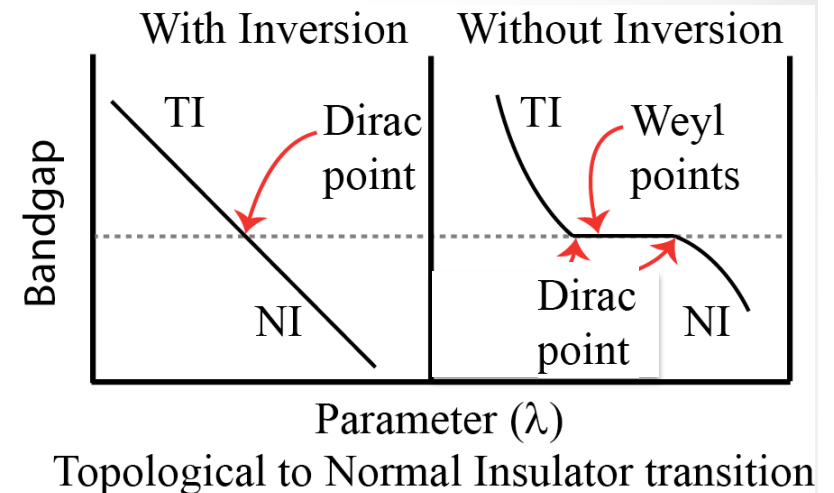 With Inversion
Without Inversion
TI
Dirac
point
TI
Weyl
points
Bandgap
NI
Dirac
point
NI
Parameter (λ)
Topological to Normal Insulator transition